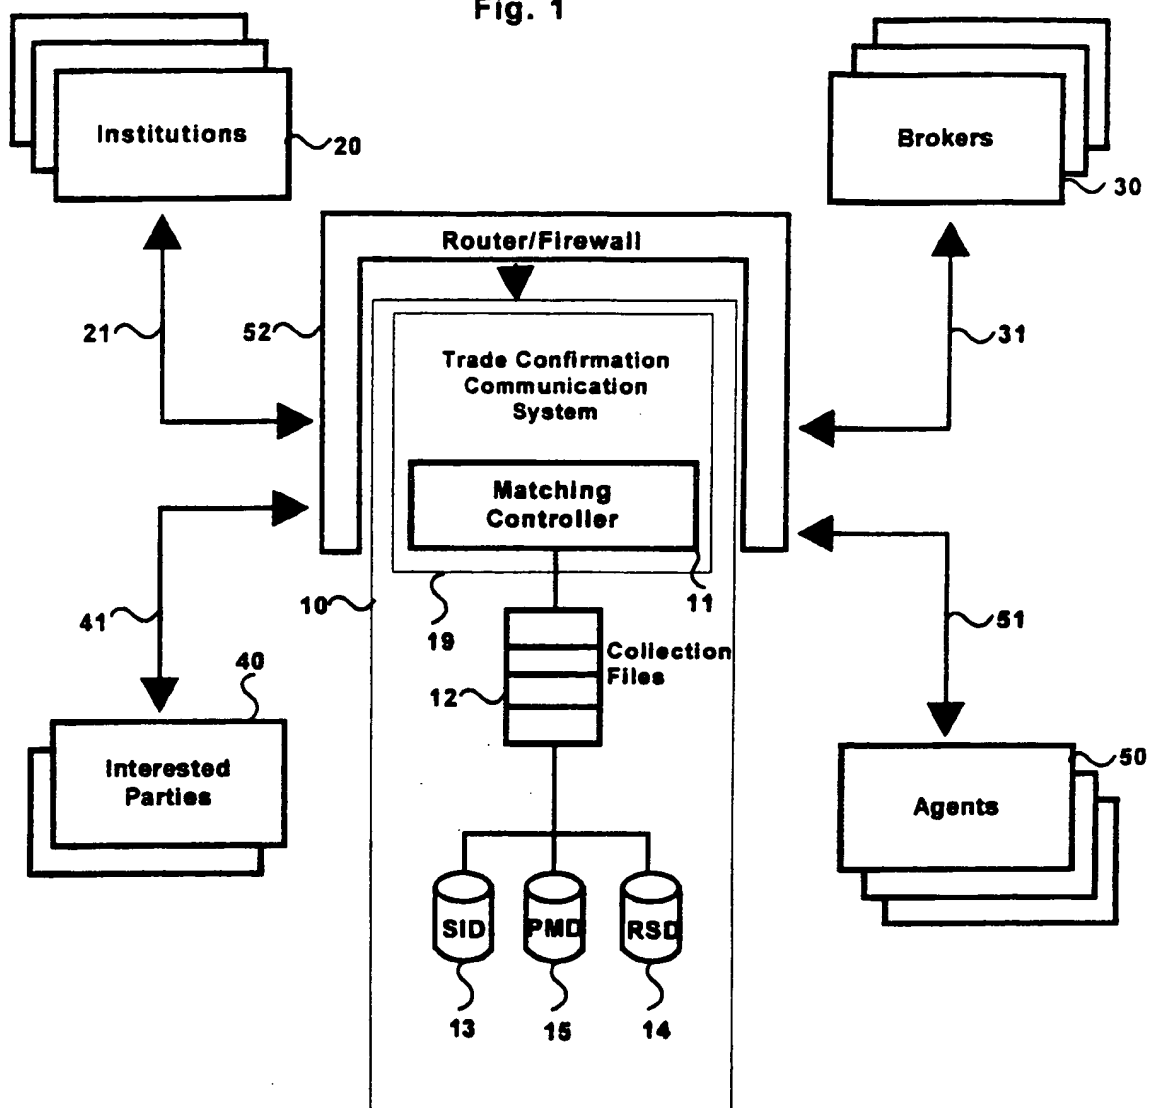 Fig. 1
Institutions
20
Brokers
30
Router/Firewall
21
52
31
Trade Confirmation
Communication
System
Matching
Controller
10
19
11
41
51
Collection
Files
12
40
Interested
Parties
50
Agents
SID
PMD
RSD
13
15
14